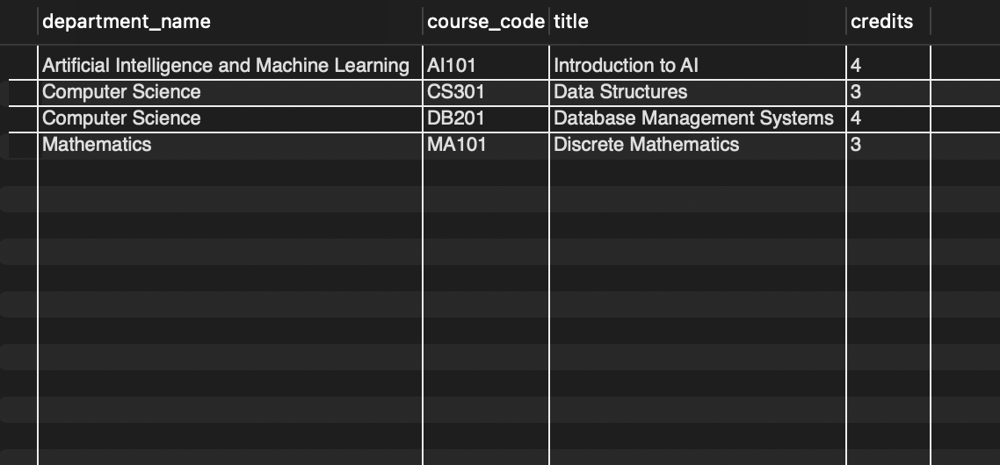 department_name course_code title credits
Artificial Intelligence and Machine Learning AI101 Introduction to AI 4
Computer Science CS301 Data Structures 3
Computer Science DB201 Database Management Systems 4
Mathematics MA101 Discrete Mathematics 3